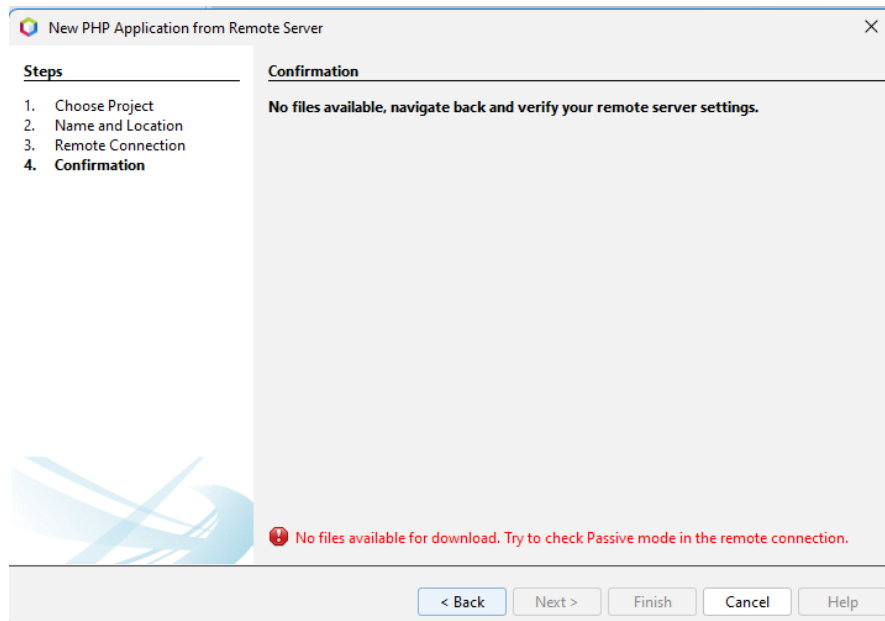 New PHP Application from Remote Server
Steps
1. Choose Project
2. Name and Location
3. Remote Connection
4. Confirmation
Confirmation
No files available, navigate back and verify your remote server settings.
No files available for download. Try to check Passive mode in the remote connection.
< Back
Next >
Finish
Cancel
Help